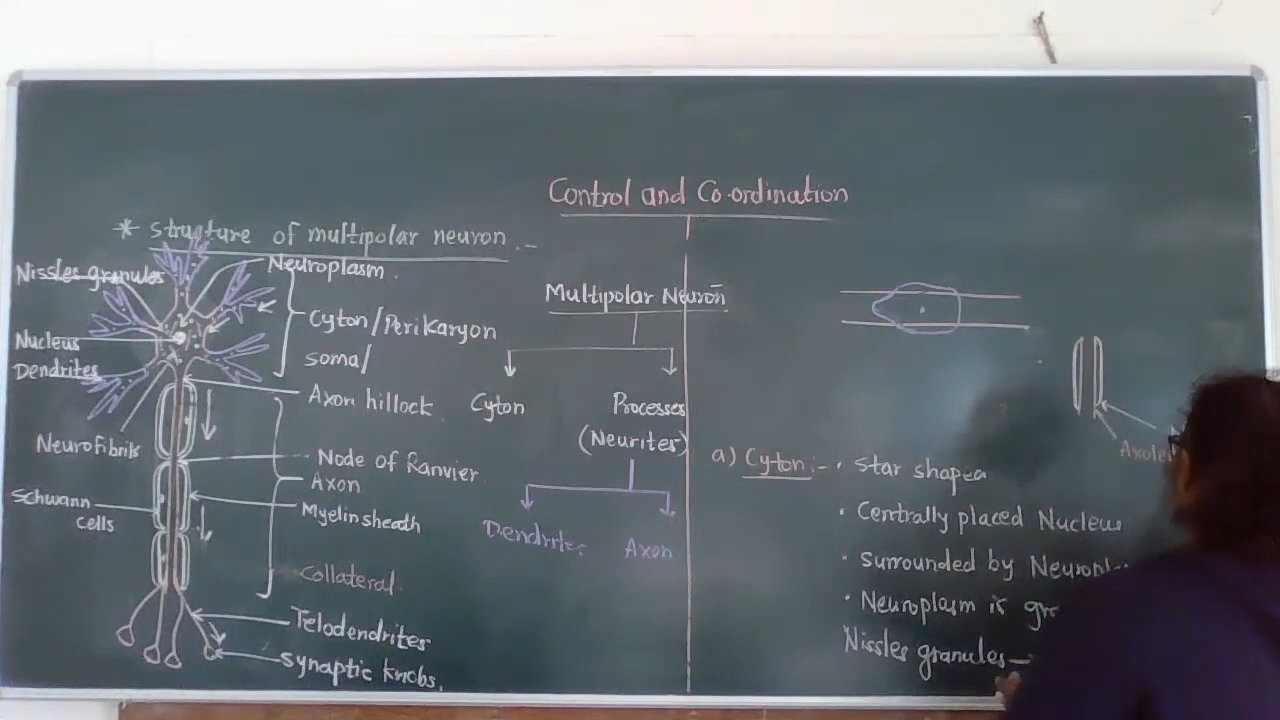 Control and Co-ordination
* Structure of multipolar neuron.-
Nissles granules
Neuroplasm.
Cyton/Perikaryon
soma/
Nucleus
Dendrites
Axon hillock
Neurofibrils
Node of Ranvier
Axon
Schwann
cells
Myelin sheath
Collateral.
Telodendrites
Synaptic knobs.
Multipolar Neuron
Cyton
Processes
(Neurites)
Dendrites
Axon
a) Cyton:- • Star shaped
• Centrally placed Nucleus
• Surrounded by
• Neuroplasm is
Nissles granules